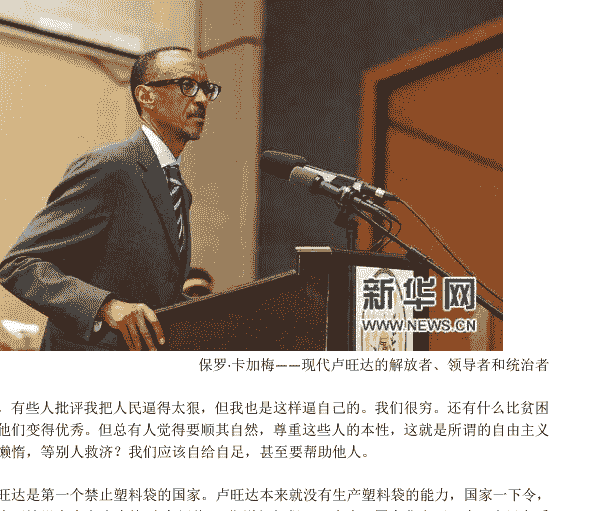 新华网
WWW.NEWS.CN
保罗·卡加梅——现代卢旺达的解放者、领导者和统治者
，有些人批评我把人民逼得太狠，但我也是这样逼自己的。我们很穷。还有什么比贫困
他们变得优秀。但总有人觉得要顺其自然，尊重这些人的本性，这就是所谓的自由主义
懒惰，等别人救济？我们应该自给自足，甚至要帮助他人。
旺达是第一个禁止塑料袋的国家。卢旺达本来就没有生产塑料袋的能力，国家一下令，